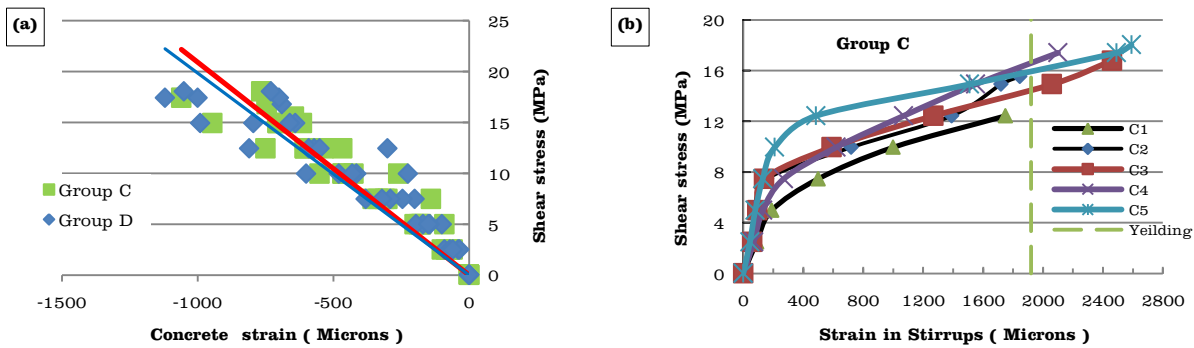 (a)
25
20
15
10
5
0
Shear stress (MPa)
Group C
Group D
-1500 -1000 -500 0
Concrete strain ( Microns )
(b)
Group C
20
16
12
8
4
0
Shear stress (MPa)
C1
C2
C3
C4
C5
Yeilding
0 400 800 1200 1600 2000 2400 2800
Strain in Stirrups ( Microns )